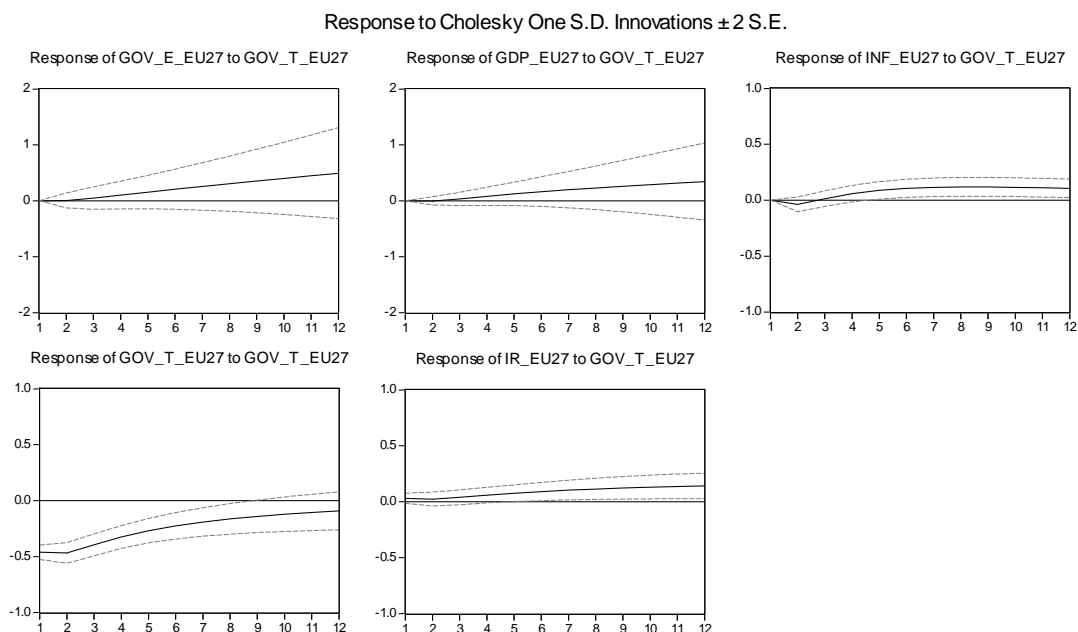 Response to Cholesky One S.D. Innovations ± 2 S.E.
Response of GOV_E_EU27 to GOV_T_EU27
2
1
0
-1
-2
1 2 3 4 5 6 7 8 9 10 11 12
Response of GDP_EU27 to GOV_T_EU27
2
1
0
-1
-2
1 2 3 4 5 6 7 8 9 10 11 12
Response of INF_EU27 to GOV_T_EU27
1.0
0.5
0.0
-0.5
-1.0
1 2 3 4 5 6 7 8 9 10 11 12
Response of GOV_T_EU27 to GOV_T_EU27
1.0
0.5
0.0
-0.5
-1.0
1 2 3 4 5 6 7 8 9 10 11 12
Response of IR_EU27 to GOV_T_EU27
1.0
0.5
0.0
-0.5
-1.0
1 2 3 4 5 6 7 8 9 10 11 12